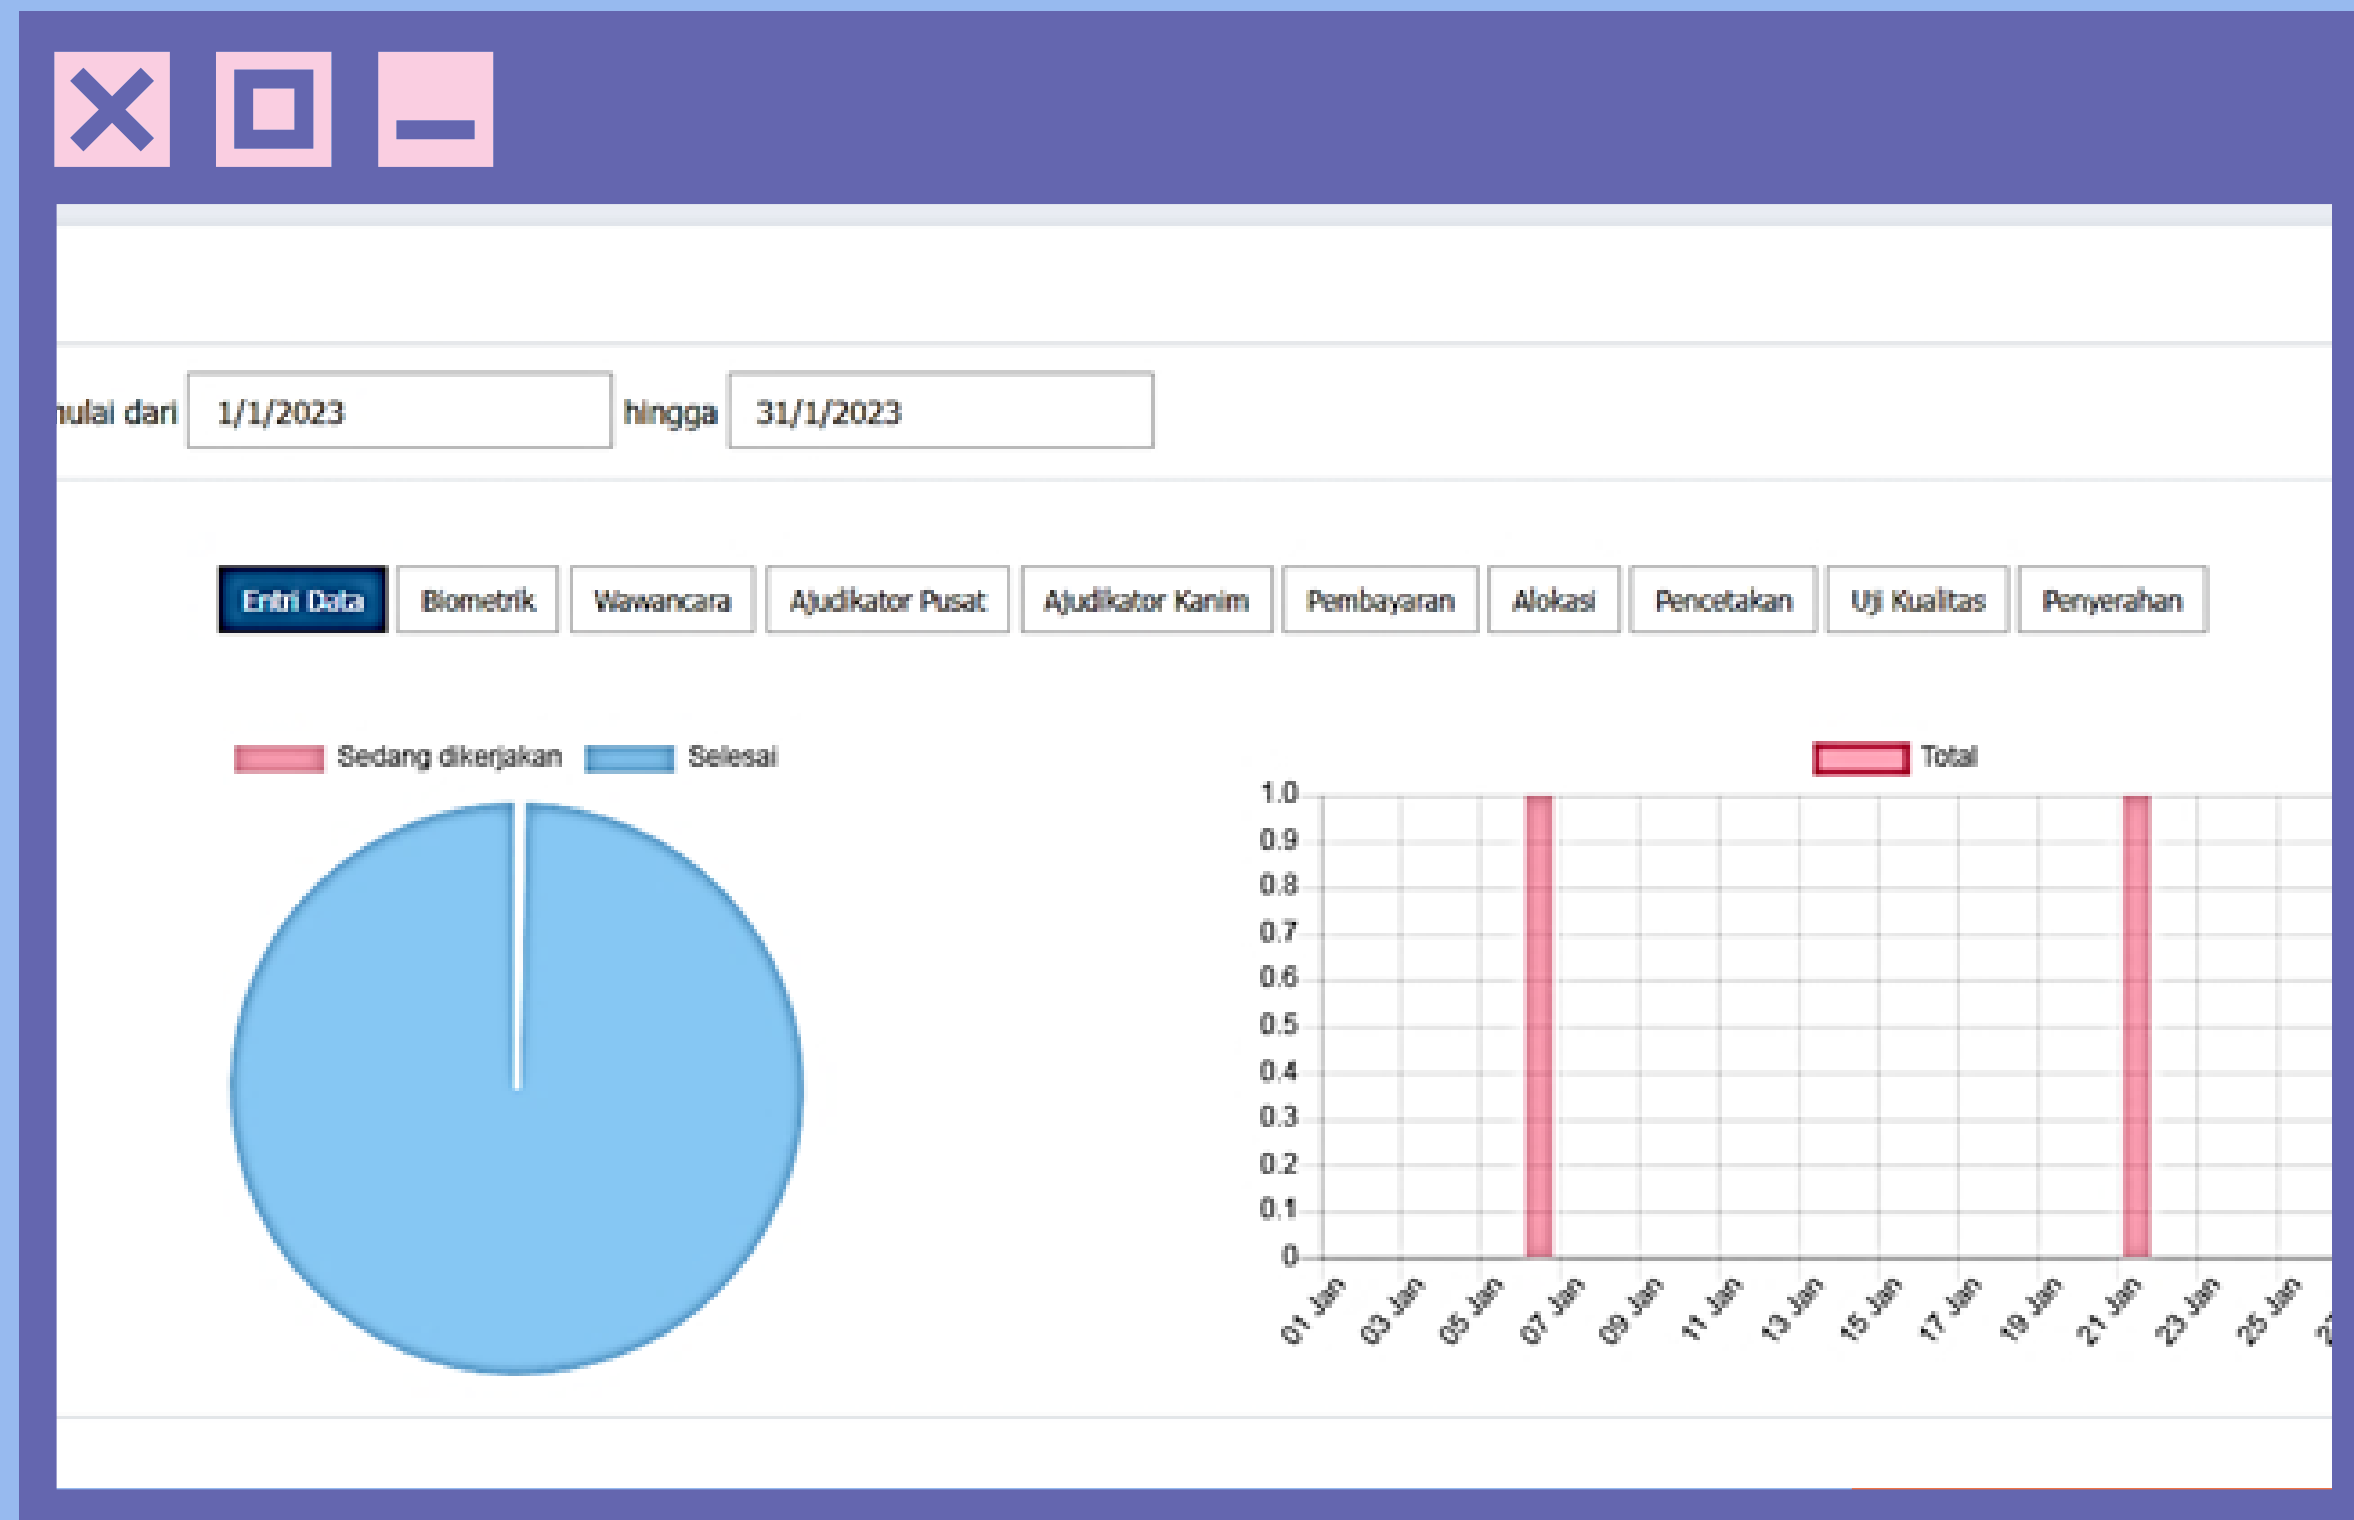 mulai dari 1/1/2023 hingga 31/1/2023
Entri Data Biometrik Wawancara Ajudikator Pusat Ajudikator Kanim Pembayaran Alokasi Pencetakan Uji Kualitas Penyerahan
Sedang dikerjakan Selesai
Total
1.0
0.9
0.8
0.7
0.6
0.5
0.4
0.3
0.2
0.1
0
01 Jan 03 Jan 05 Jan 07 Jan 09 Jan 11 Jan 13 Jan 15 Jan 17 Jan 19 Jan 21 Jan 23 Jan 25 Jan